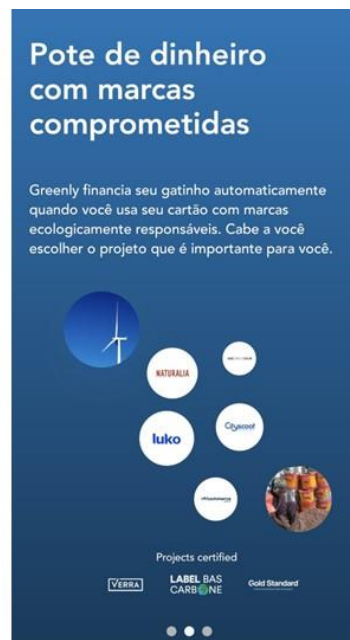 Pote de dinheiro
com marcas
comprometidas
Greenly financia seu gatinho automaticamente
quando você usa seu cartão com marcas
ecologicamente responsáveis. Cabe a você
escolher o projeto que é importante para você.
NATURALIA
luko
Cityscoot
Projects certified
VERRA
LABEL BAS
CARBONE
Gold Standard